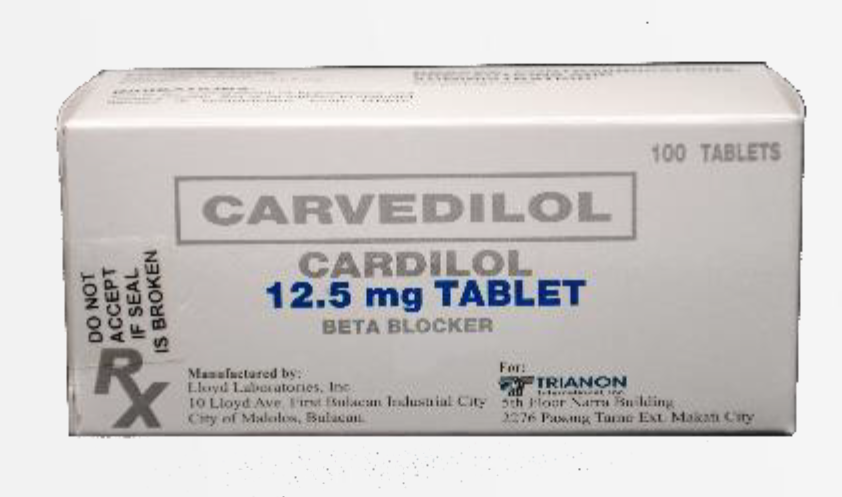 100 TABLETS
CARVEDILOL
CARDILOL
12.5 mg TABLET
BETA BLOCKER
DO NOT
ACCEPT
IF SEAL
IS BROKEN
Rx
Manufactured by:
Lloyd Laboratories, Inc.
10 Lloyd Ave. First Bulacan Industrial City
City of Malolos, Bulacan.
For:
TRIANON
International, Inc.
5th Floor Narra Building
2276 Pasong Tamo Ext. Makati City